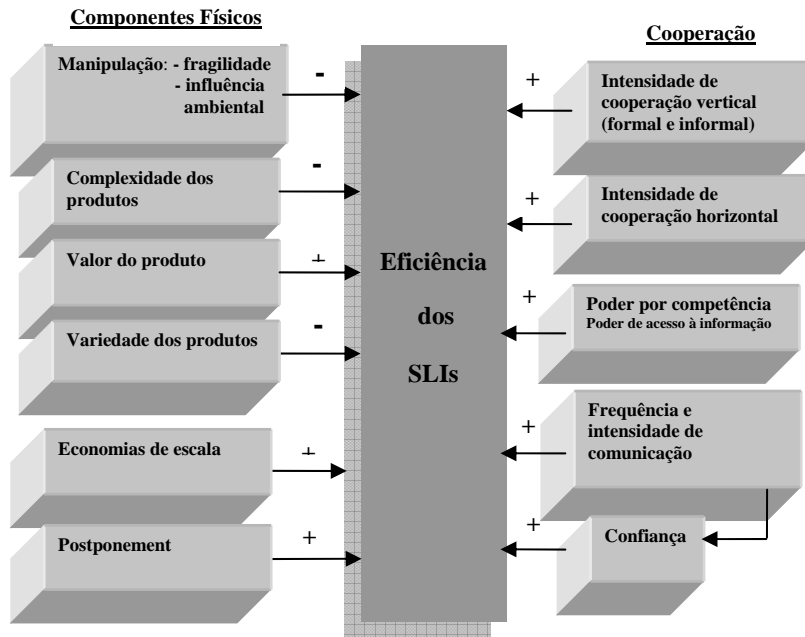 Componentes Físicos
Manipulação: - fragilidade
- influência
ambiental
-
Complexidade dos
produtos
-
Valor do produto
+
Variedade dos produtos
-
Economias de escala
+
Postponement
+
Eficiência
dos
SLIs
Cooperação
+
Intensidade de
cooperação vertical
(formal e informal)
+
Intensidade de
cooperação horizontal
+
Poder por competência
Poder de acesso à informação
+
Frequência e
intensidade de
comunicação
+
Confiança